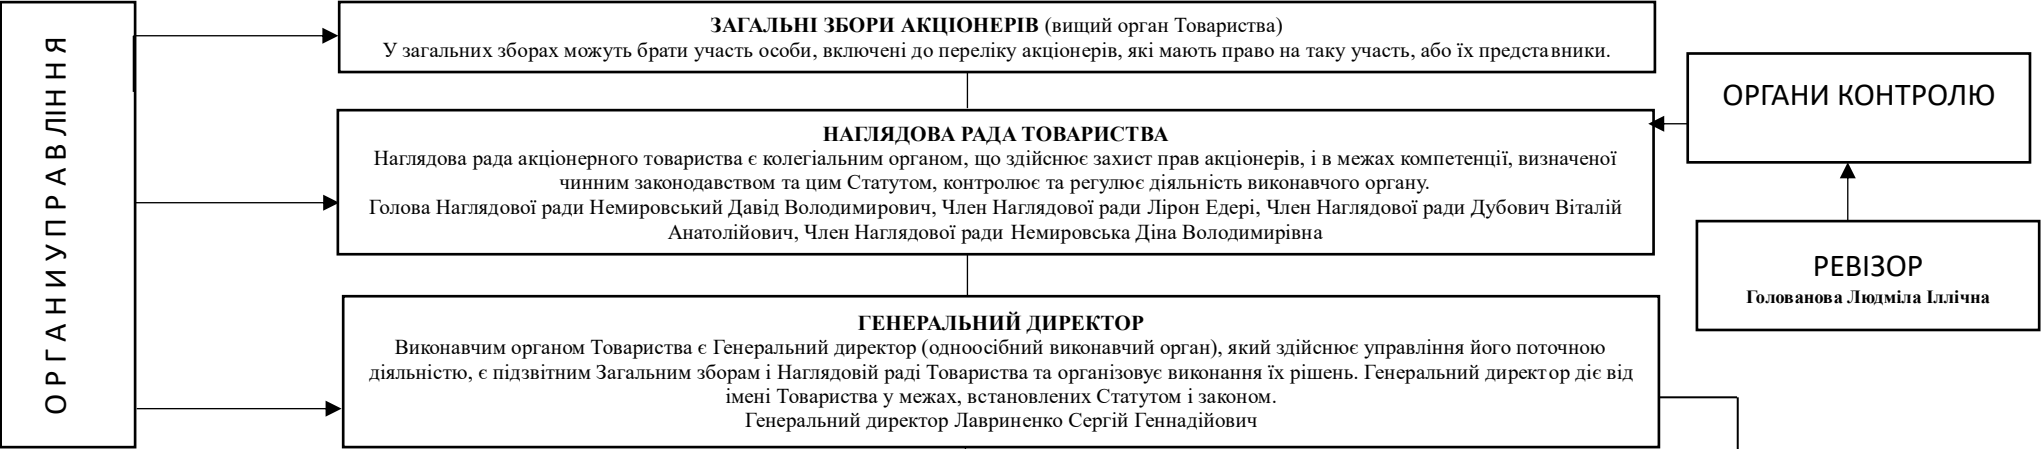 ОРГАНИ УПРАВЛІННЯ
ЗАГАЛЬНІ ЗБОРИ АКЦІОНЕРІВ (вищий орган Товариства)
У загальних зборах можуть брати участь особи, включені до переліку акціонерів, які мають право на таку участь, або їх представники.
НАГЛЯДОВА РАДА ТОВАРИСТВА
Наглядова рада акціонерного товариства є колегіальним органом, що здійснює захист прав акціонерів, і в межах компетенції, визначеної
чинним законодавством та цим Статутом, контролює та регулює діяльність виконавчого органу.
Голова Наглядової ради Немировський Давід Володимирович, Член Наглядової ради Лірон Едері, Член Наглядової ради Дубович Віталій
Анатолійович, Член Наглядової ради Немировська Діна Володимирівна
ГЕНЕРАЛЬНИЙ ДИРЕКТОР
Виконавчим органом Товариства є Генеральний директор (одноосібний виконавчий орган), який здійснює управління його поточною
діяльністю, є підзвітним Загальним зборам і Наглядовій раді Товариства та організовує виконання їх рішень. Генеральний директор діє від
імені Товариства у межах, встановлених Статутом і законом.
Генеральний директор Лавриненко Сергій Геннадійович
ОРГАНИ КОНТРОЛЮ
РЕВІЗОР
Голованова Людміла Іллічна